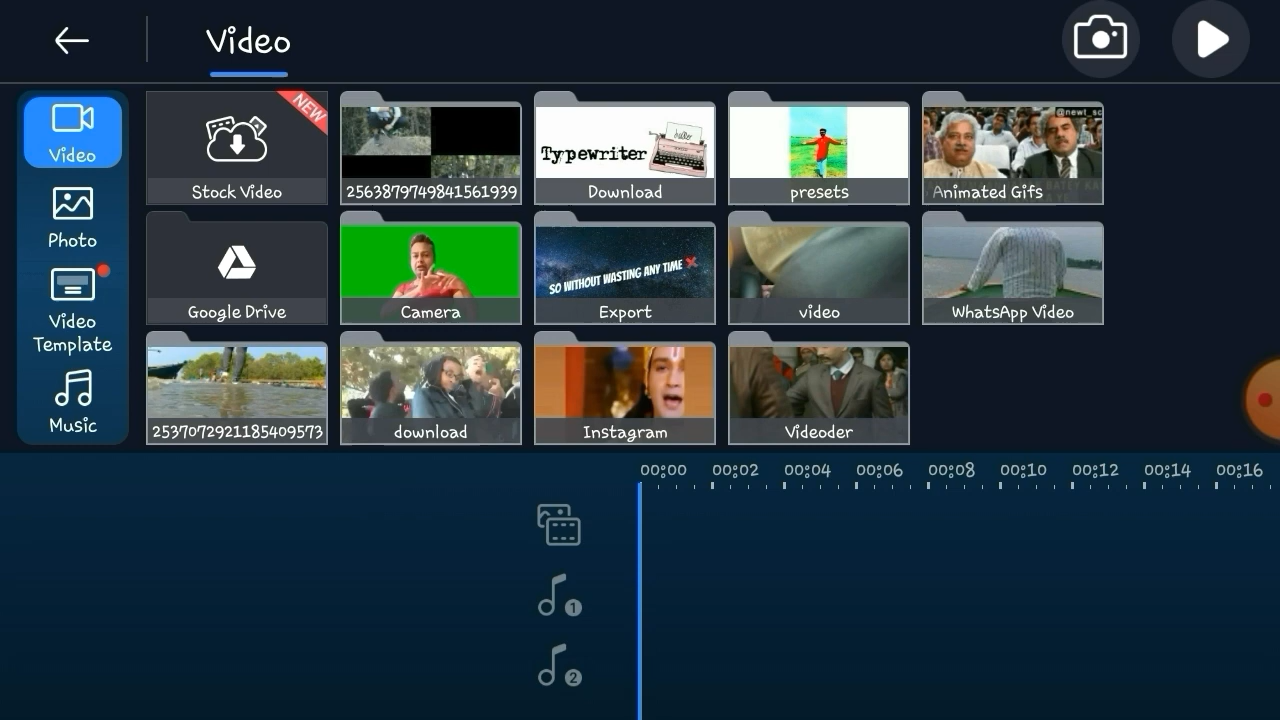 Video
Video
Photo
Video
Template
Music
NEW
Stock Video
2563879749841561939
hello
Typewriter
Download
presets
@newt_sc
Animated Gifs
Google Drive
Camera
SO WITHOUT WASTING ANY TIME
Export
video
WhatsApp Video
2537072921185409573
download
Instagram
Videoder
00:00 00:02 00:04 00:06 00:08 00:10 00:12 00:14 00:16
1
2